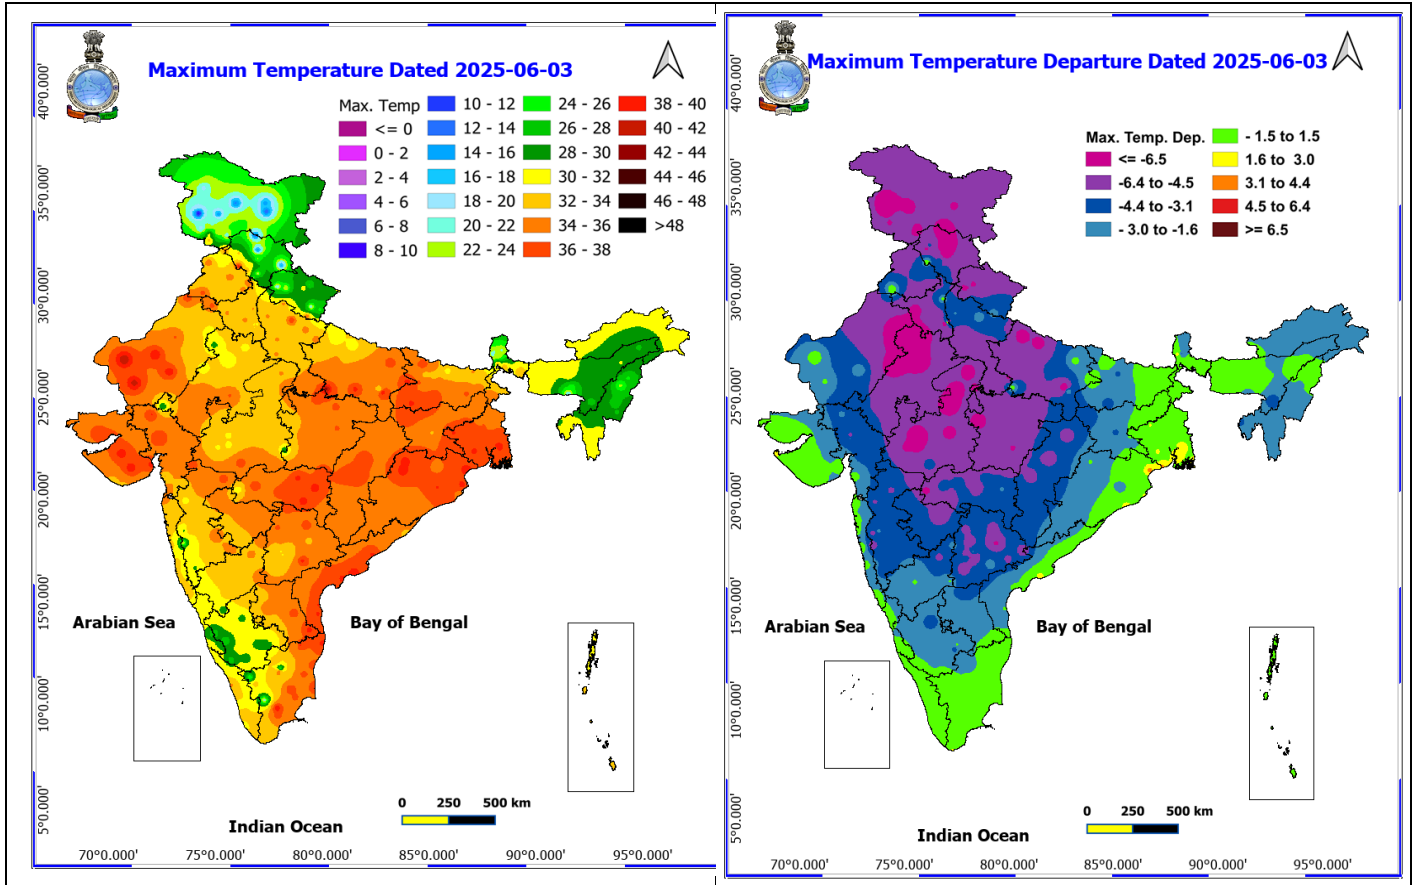 Maximum Temperature Dated 2025-06-03
Max. Temp
<= 0
0 - 2
2 - 4
4 - 6
6 - 8
8 - 10
10 - 12
12 - 14
14 - 16
16 - 18
18 - 20
20 - 22
22 - 24
24 - 26
26 - 28
28 - 30
30 - 32
32 - 34
34 - 36
36 - 38
38 - 40
40 - 42
42 - 44
44 - 46
46 - 48
>48
40°0.000'
35°0.000'
30°0.000'
25°0.000'
20°0.000'
15°0.000'
10°0.000'
5°0.000'
Arabian Sea
Bay of Bengal
Indian Ocean
0 250 500 km
70°0.000' 75°0.000' 80°0.000' 85°0.000' 90°0.000' 95°0.000'
Maximum Temperature Departure Dated 2025-06-03
Max. Temp. Dep.
<= -6.5
-6.4 to -4.5
-4.4 to -3.1
- 3.0 to -1.6
- 1.5 to 1.5
1.6 to 3.0
3.1 to 4.4
4.5 to 6.4
>= 6.5
40°0.000'
35°0.000'
30°0.000'
25°0.000'
20°0.000'
15°0.000'
10°0.000'
5°0.000'
Arabian Sea
Bay of Bengal
Indian Ocean
0 250 500 km
70°0.000' 75°0.000' 80°0.000' 85°0.000' 90°0.000' 95°0.000'